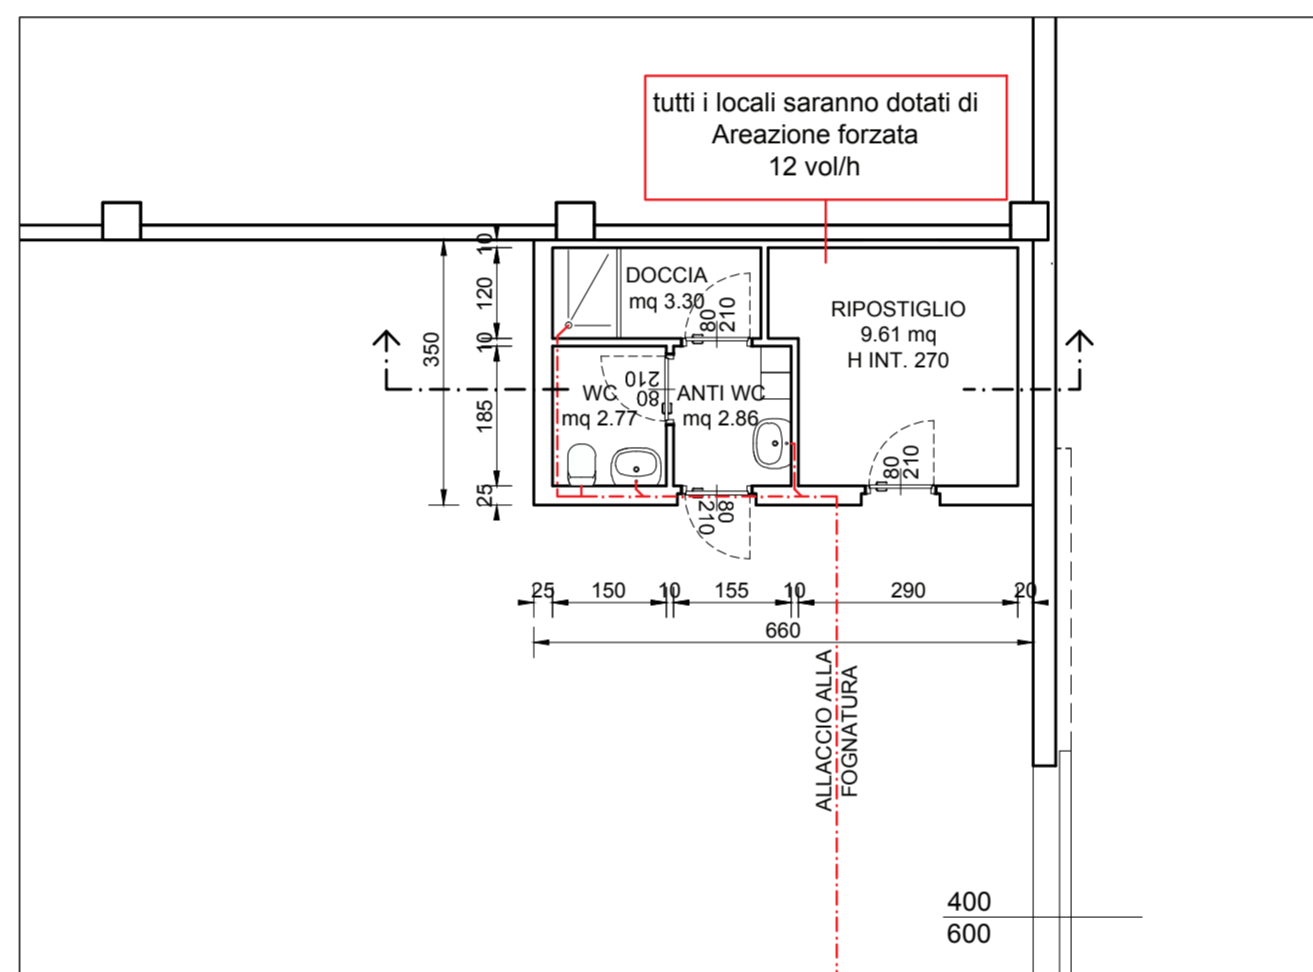 tutti i locali saranno dotati di
Areazione forzata
12 vol/h
DOCCIA
mq 3.30
80
210
RIPOSTIGLIO
9.61 mq
H INT. 270
WC
mq 2.77
80
210
ANTI WC
mq 2.86
80
210
80
210
10
120
10
185
25
350
25
150
10
155
10
290
20
660
ALLACCIO ALLA
FOGNATURA
400
600